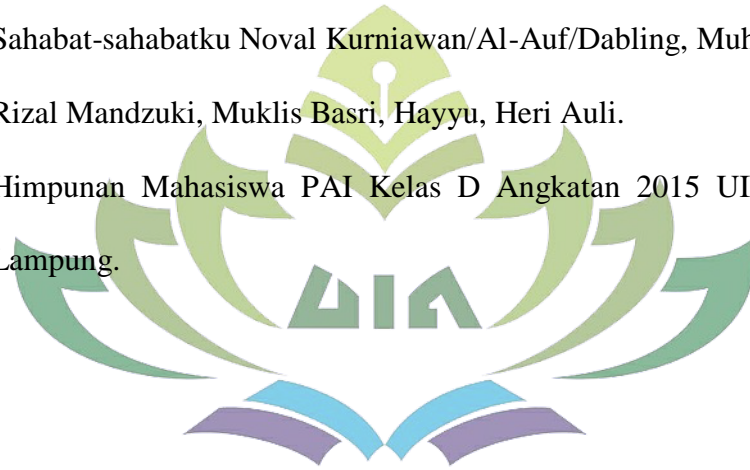 Sahabat-sahabatku Noval Kurniawan/Al-Auf/Dabling, Muh
Rizal Mandzuki, Muklis Basri, Hayyu, Heri Auli.
Himpunan Mahasiswa PAI Kelas D Angkatan 2015 UI
Lampung.
UIN